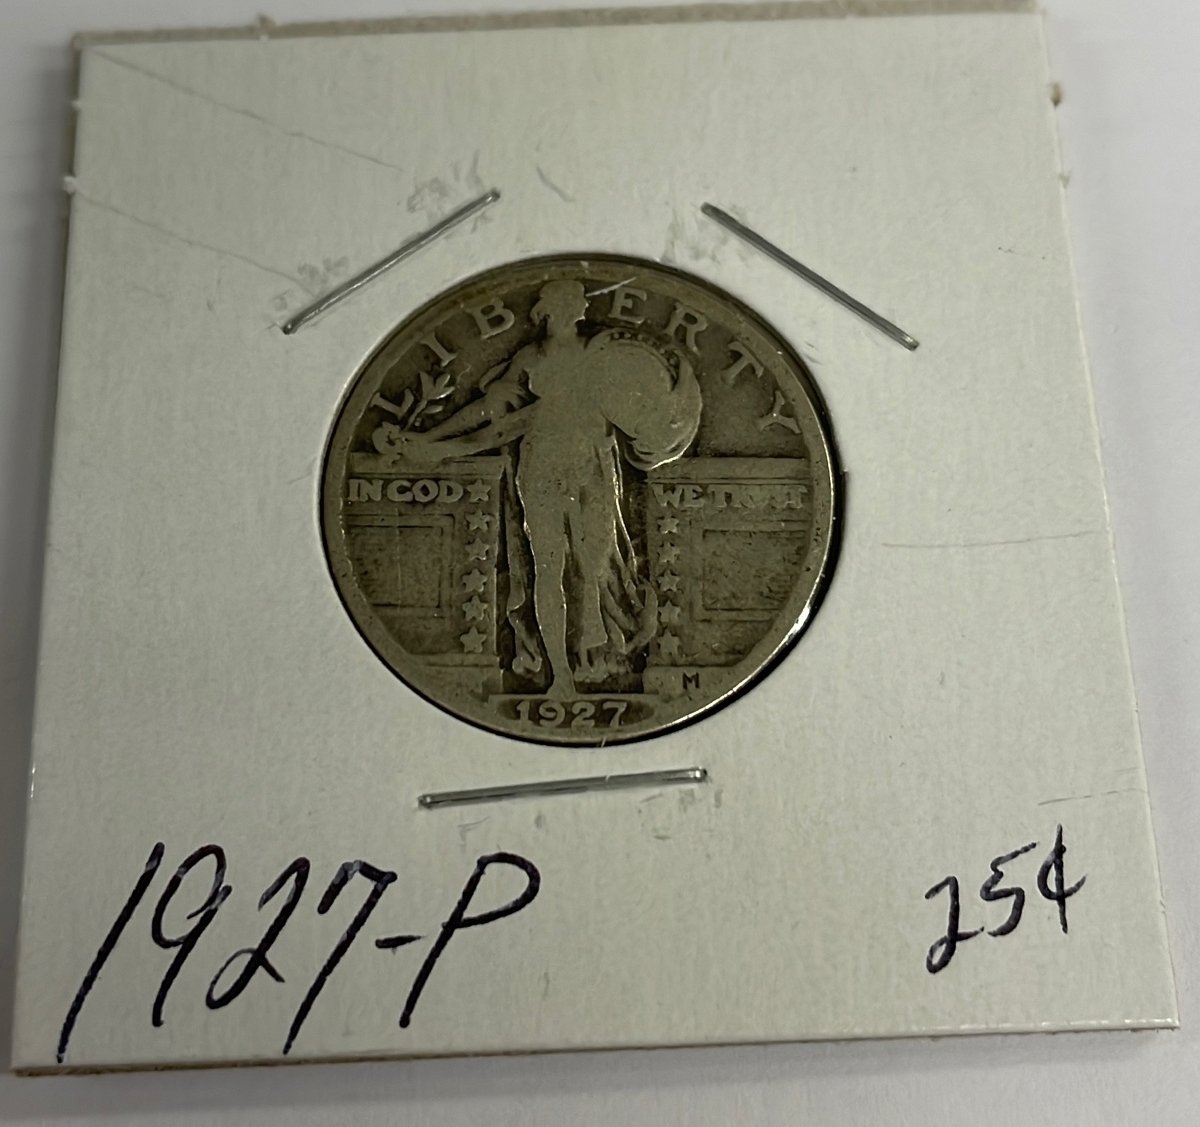 LIBERTY
IN GOD WE TRUST
M
1927
1927-P 25¢